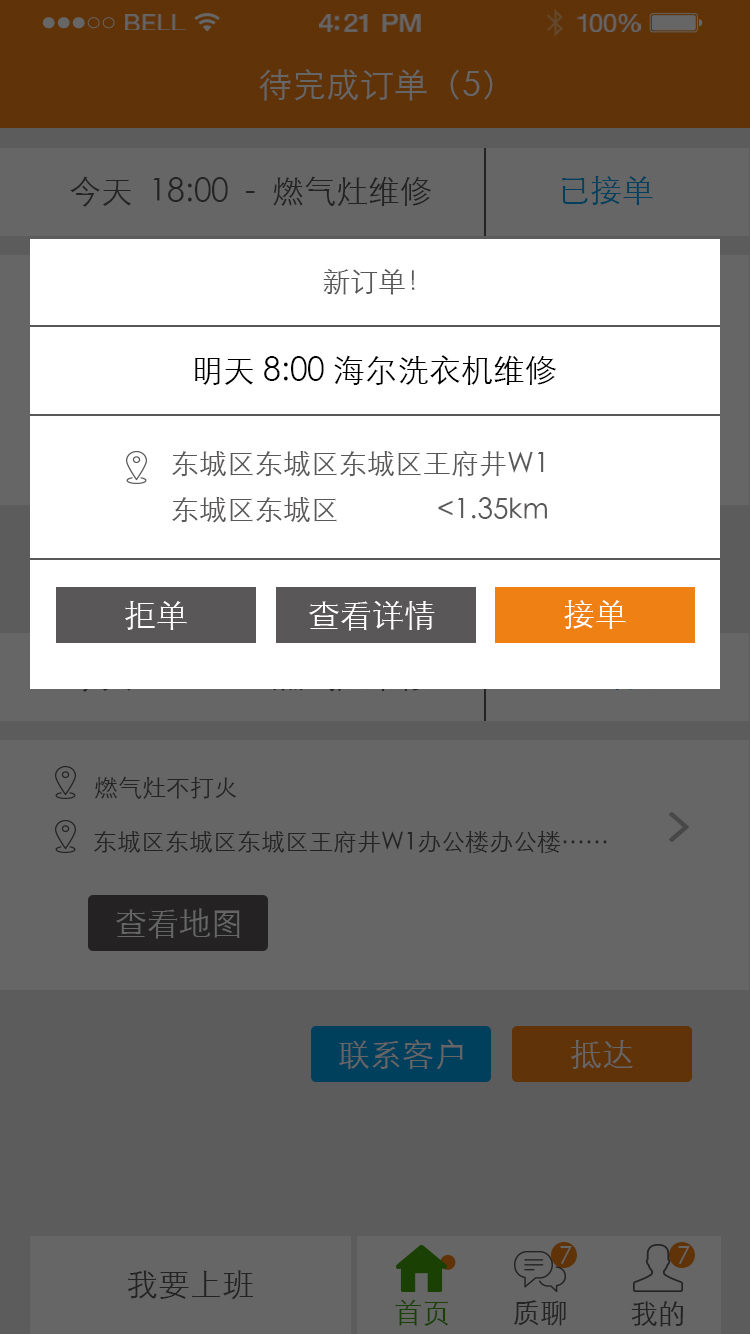 BELL 4:21 PM 100%
待完成订单（5）
今天 18:00 - 燃气灶维修 已接单
新订单!
明天 8:00 海尔洗衣机维修
东城区东城区东城区王府井W1
东城区东城区 <1.35km
拒单 查看详情 接单
燃气灶不打火
东城区东城区东城区王府井W1办公楼办公楼……
查看地图
联系客户 抵达
我要上班
7 7
首页 质聊 我的